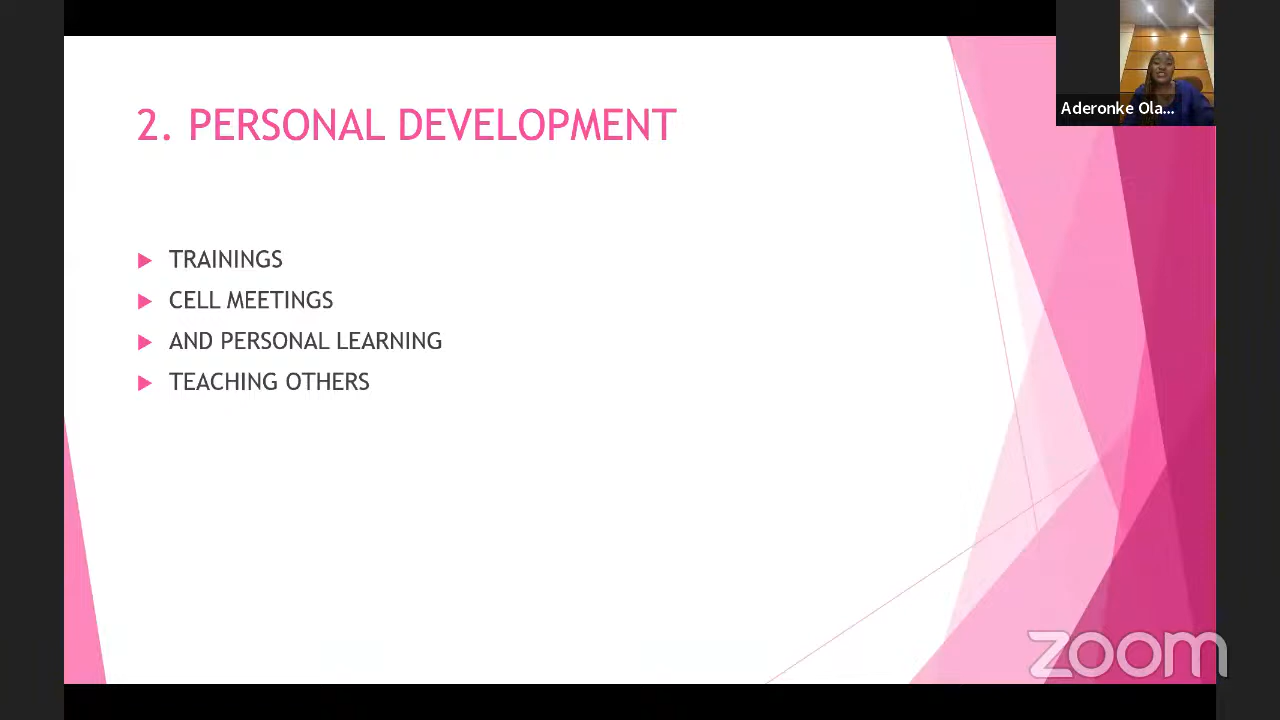 2. PERSONAL DEVELOPMENT
TRAININGS
CELL MEETINGS
AND PERSONAL LEARNING
TEACHING OTHERS
Aderonke Ola...
zoom